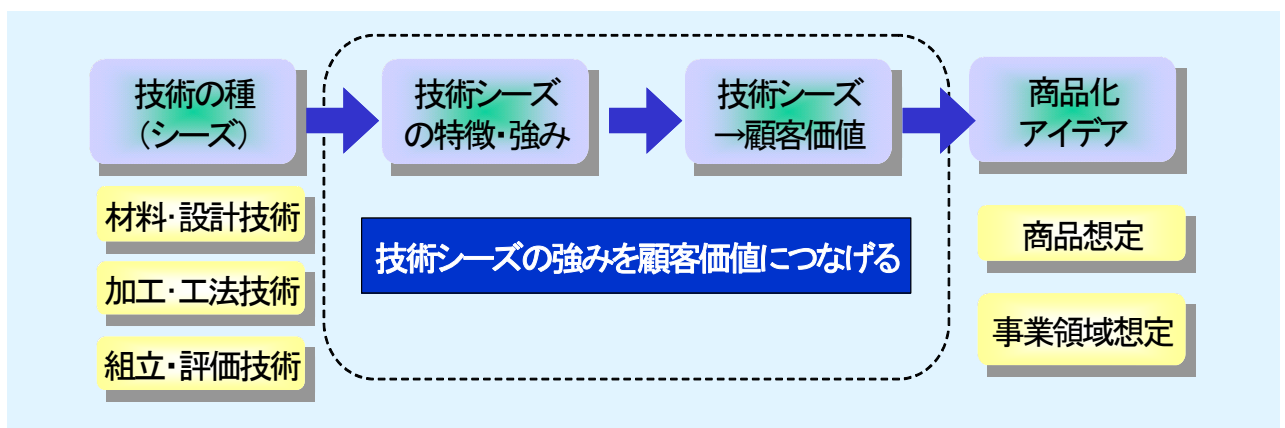 技術の種
（シーズ）
技術シーズ
の特徴・強み
技術シーズ
→顧客価値
商品化
アイデア
材料・設計技術
加工・工法技術
組立・評価技術
技術シーズの強みを顧客価値につなげる
商品想定
事業領域想定